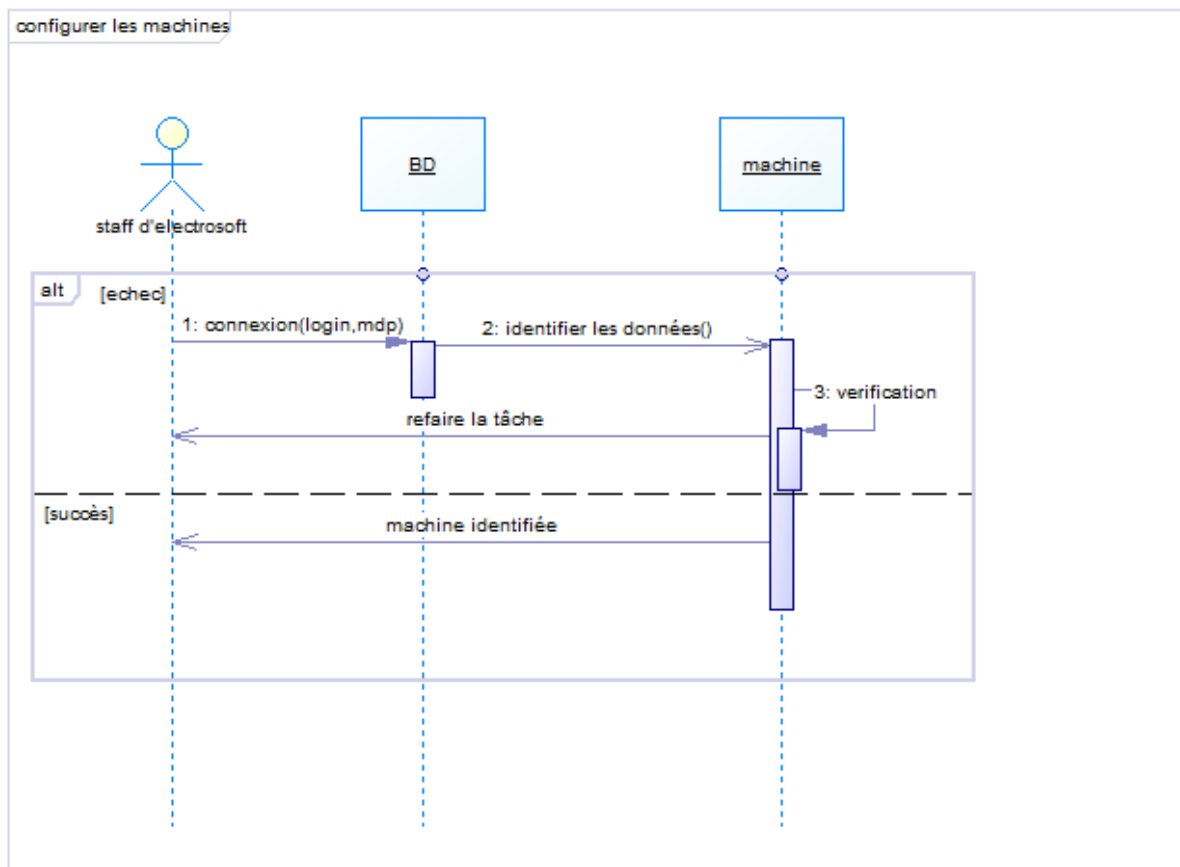 configurer les machines
BD
machine
staff d'electrosoft
alt
[echec]
1: connexion(login,mdp)
2: identifier les données()
3: verification
refaire la tâche
[succès]
machine identifiée